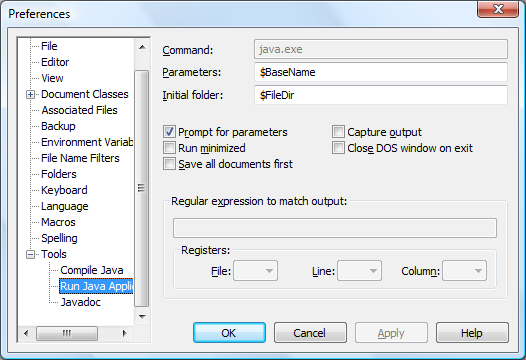 Preferences
File
Editor
View
Document Classes
Associated Files
Backup
Environment Variab
File Name Filters
Folders
Keyboard
Language
Macros
Spelling
Tools
Compile Java
Run Java Applic
Javadoc
Command: java.exe
Parameters: $BaseName
Initial folder: $FileDir
Prompt for parameters Capture output
Run minimized Close DOS window on exit
Save all documents first
Regular expression to match output:
Registers:
File: Line: Column:
OK Cancel Apply Help